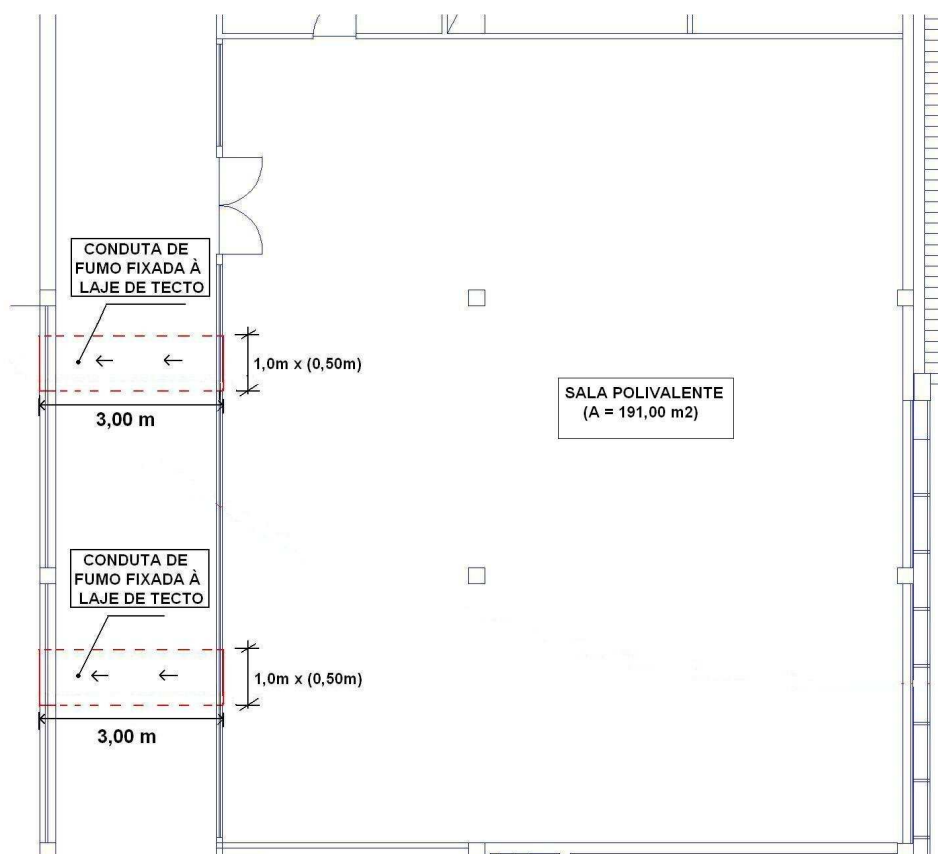 CONDUTA DE
FUMO FIXADA À
LAJE DE TECTO
1,0m x (0,50m)
3,00 m
SALA POLIVALENTE
(A = 191,00 m2)
CONDUTA DE
FUMO FIXADA À
LAJE DE TECTO
1,0m x (0,50m)
3,00 m